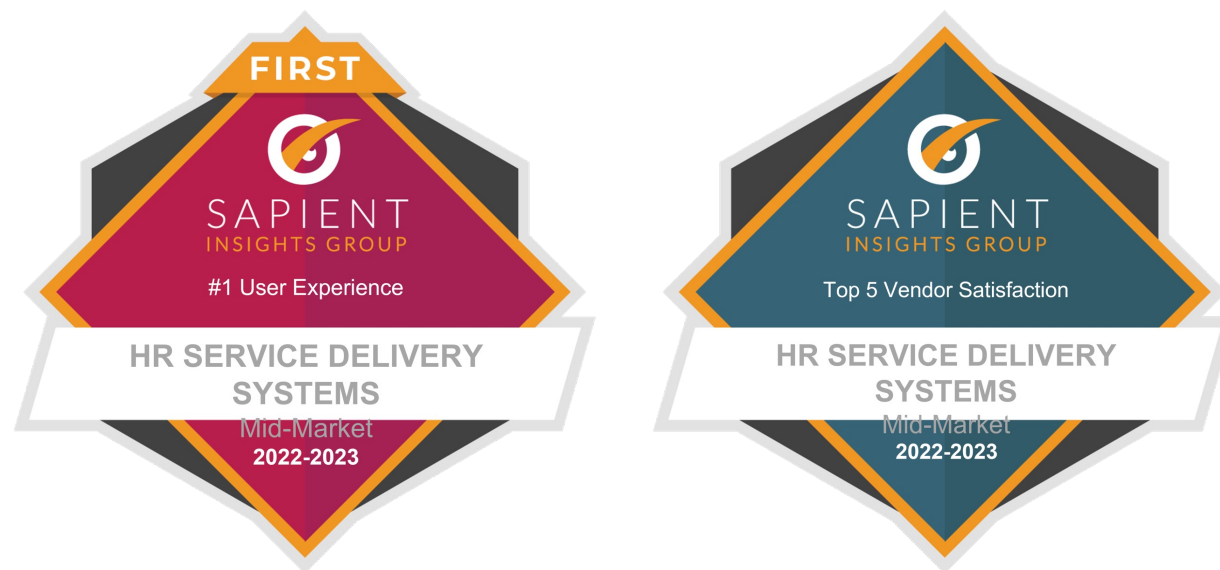 FIRST
SAPIENT
INSIGHTS GROUP
#1 User Experience
HR SERVICE DELIVERY
SYSTEMS
Mid-Market
2022-2023
SAPIENT
INSIGHTS GROUP
Top 5 Vendor Satisfaction
HR SERVICE DELIVERY
SYSTEMS
Mid-Market
2022-2023